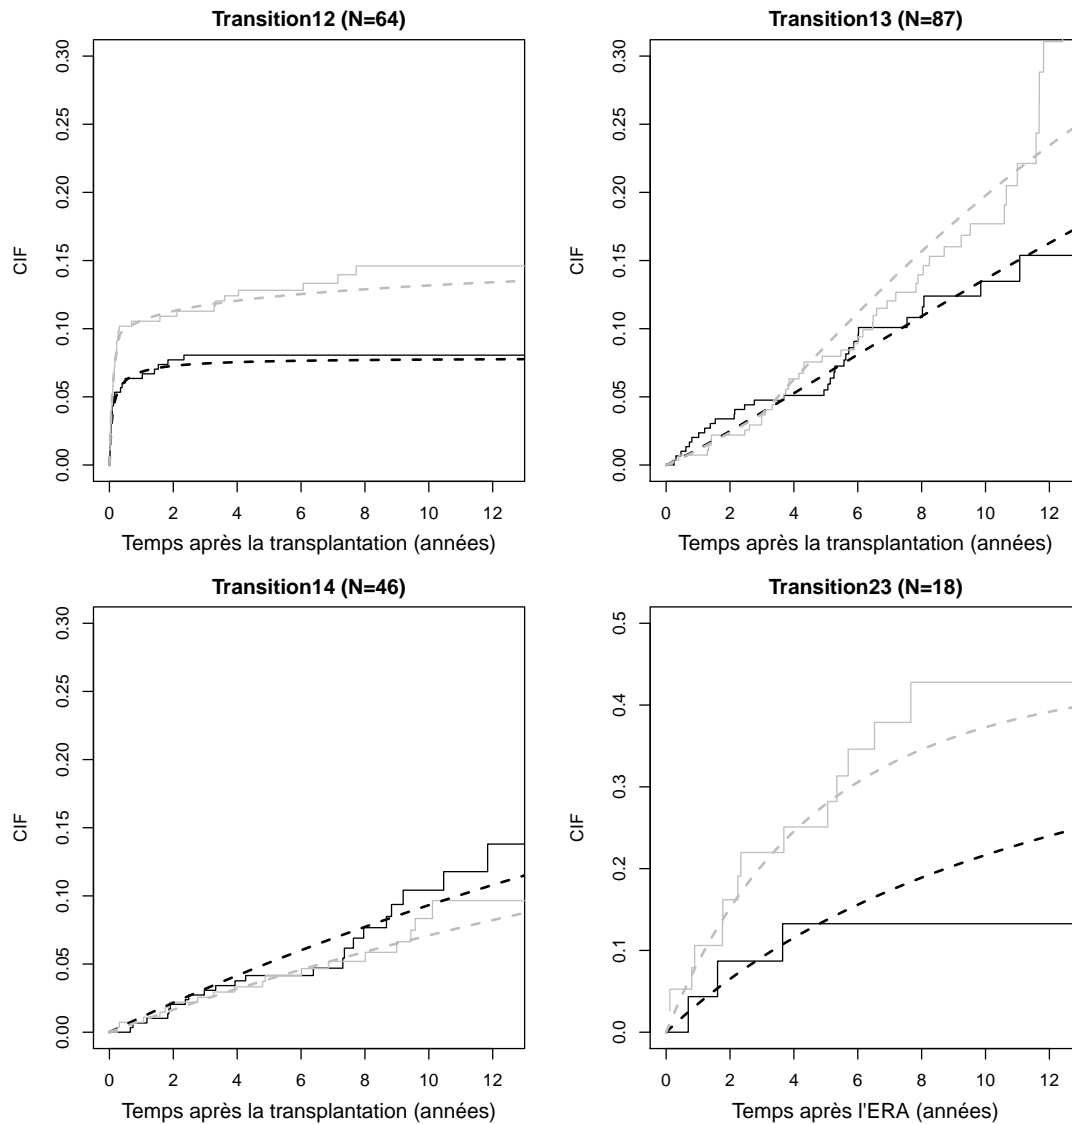 Transition12 (N=64)
CIF
0.30
0.25
0.20
0.15
0.10
0.05
0.00
0 2 4 6 8 10 12
Temps après la transplantation (années)
Transition13 (N=87)
CIF
0.30
0.25
0.20
0.15
0.10
0.05
0.00
0 2 4 6 8 10 12
Temps après la transplantation (années)
Transition14 (N=46)
CIF
0.30
0.25
0.20
0.15
0.10
0.05
0.00
0 2 4 6 8 10 12
Temps après la transplantation (années)
Transition23 (N=18)
CIF
0.5
0.4
0.3
0.2
0.1
0.0
0 2 4 6 8 10 12
Temps après l'ERA (années)